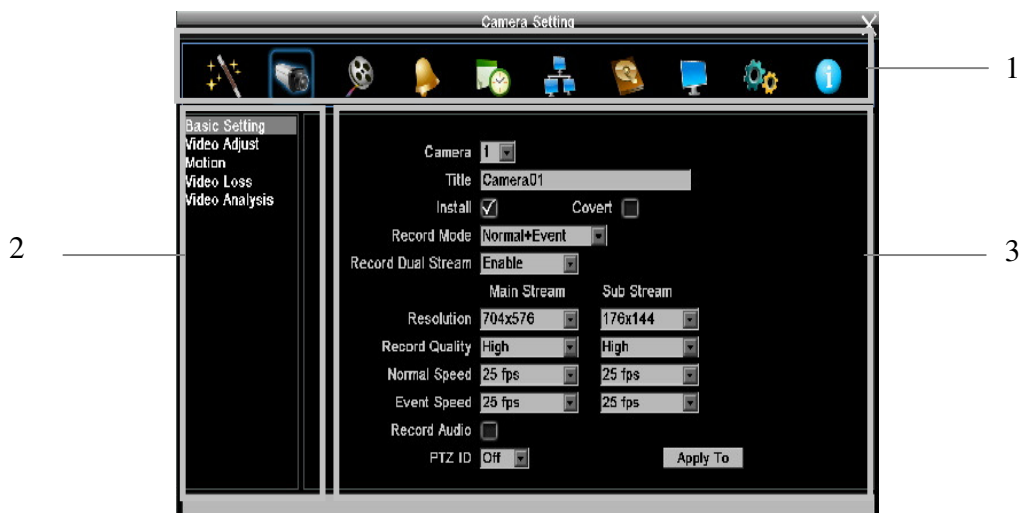 Camera Setting X
1
Basic Setting
Video Adjust
Motion
Video Loss
Video Analysis
2
Camera 1
Title Camera01
Install Covert
Record Mode Normal+Event
Record Dual Stream Enable
Main Stream Sub Stream
Resolution 704x576 176x144
Record Quality High High
Normal Speed 25 fps 25 fps
Event Speed 25 fps 25 fps
Record Audio
PTZ ID Off Apply To
3